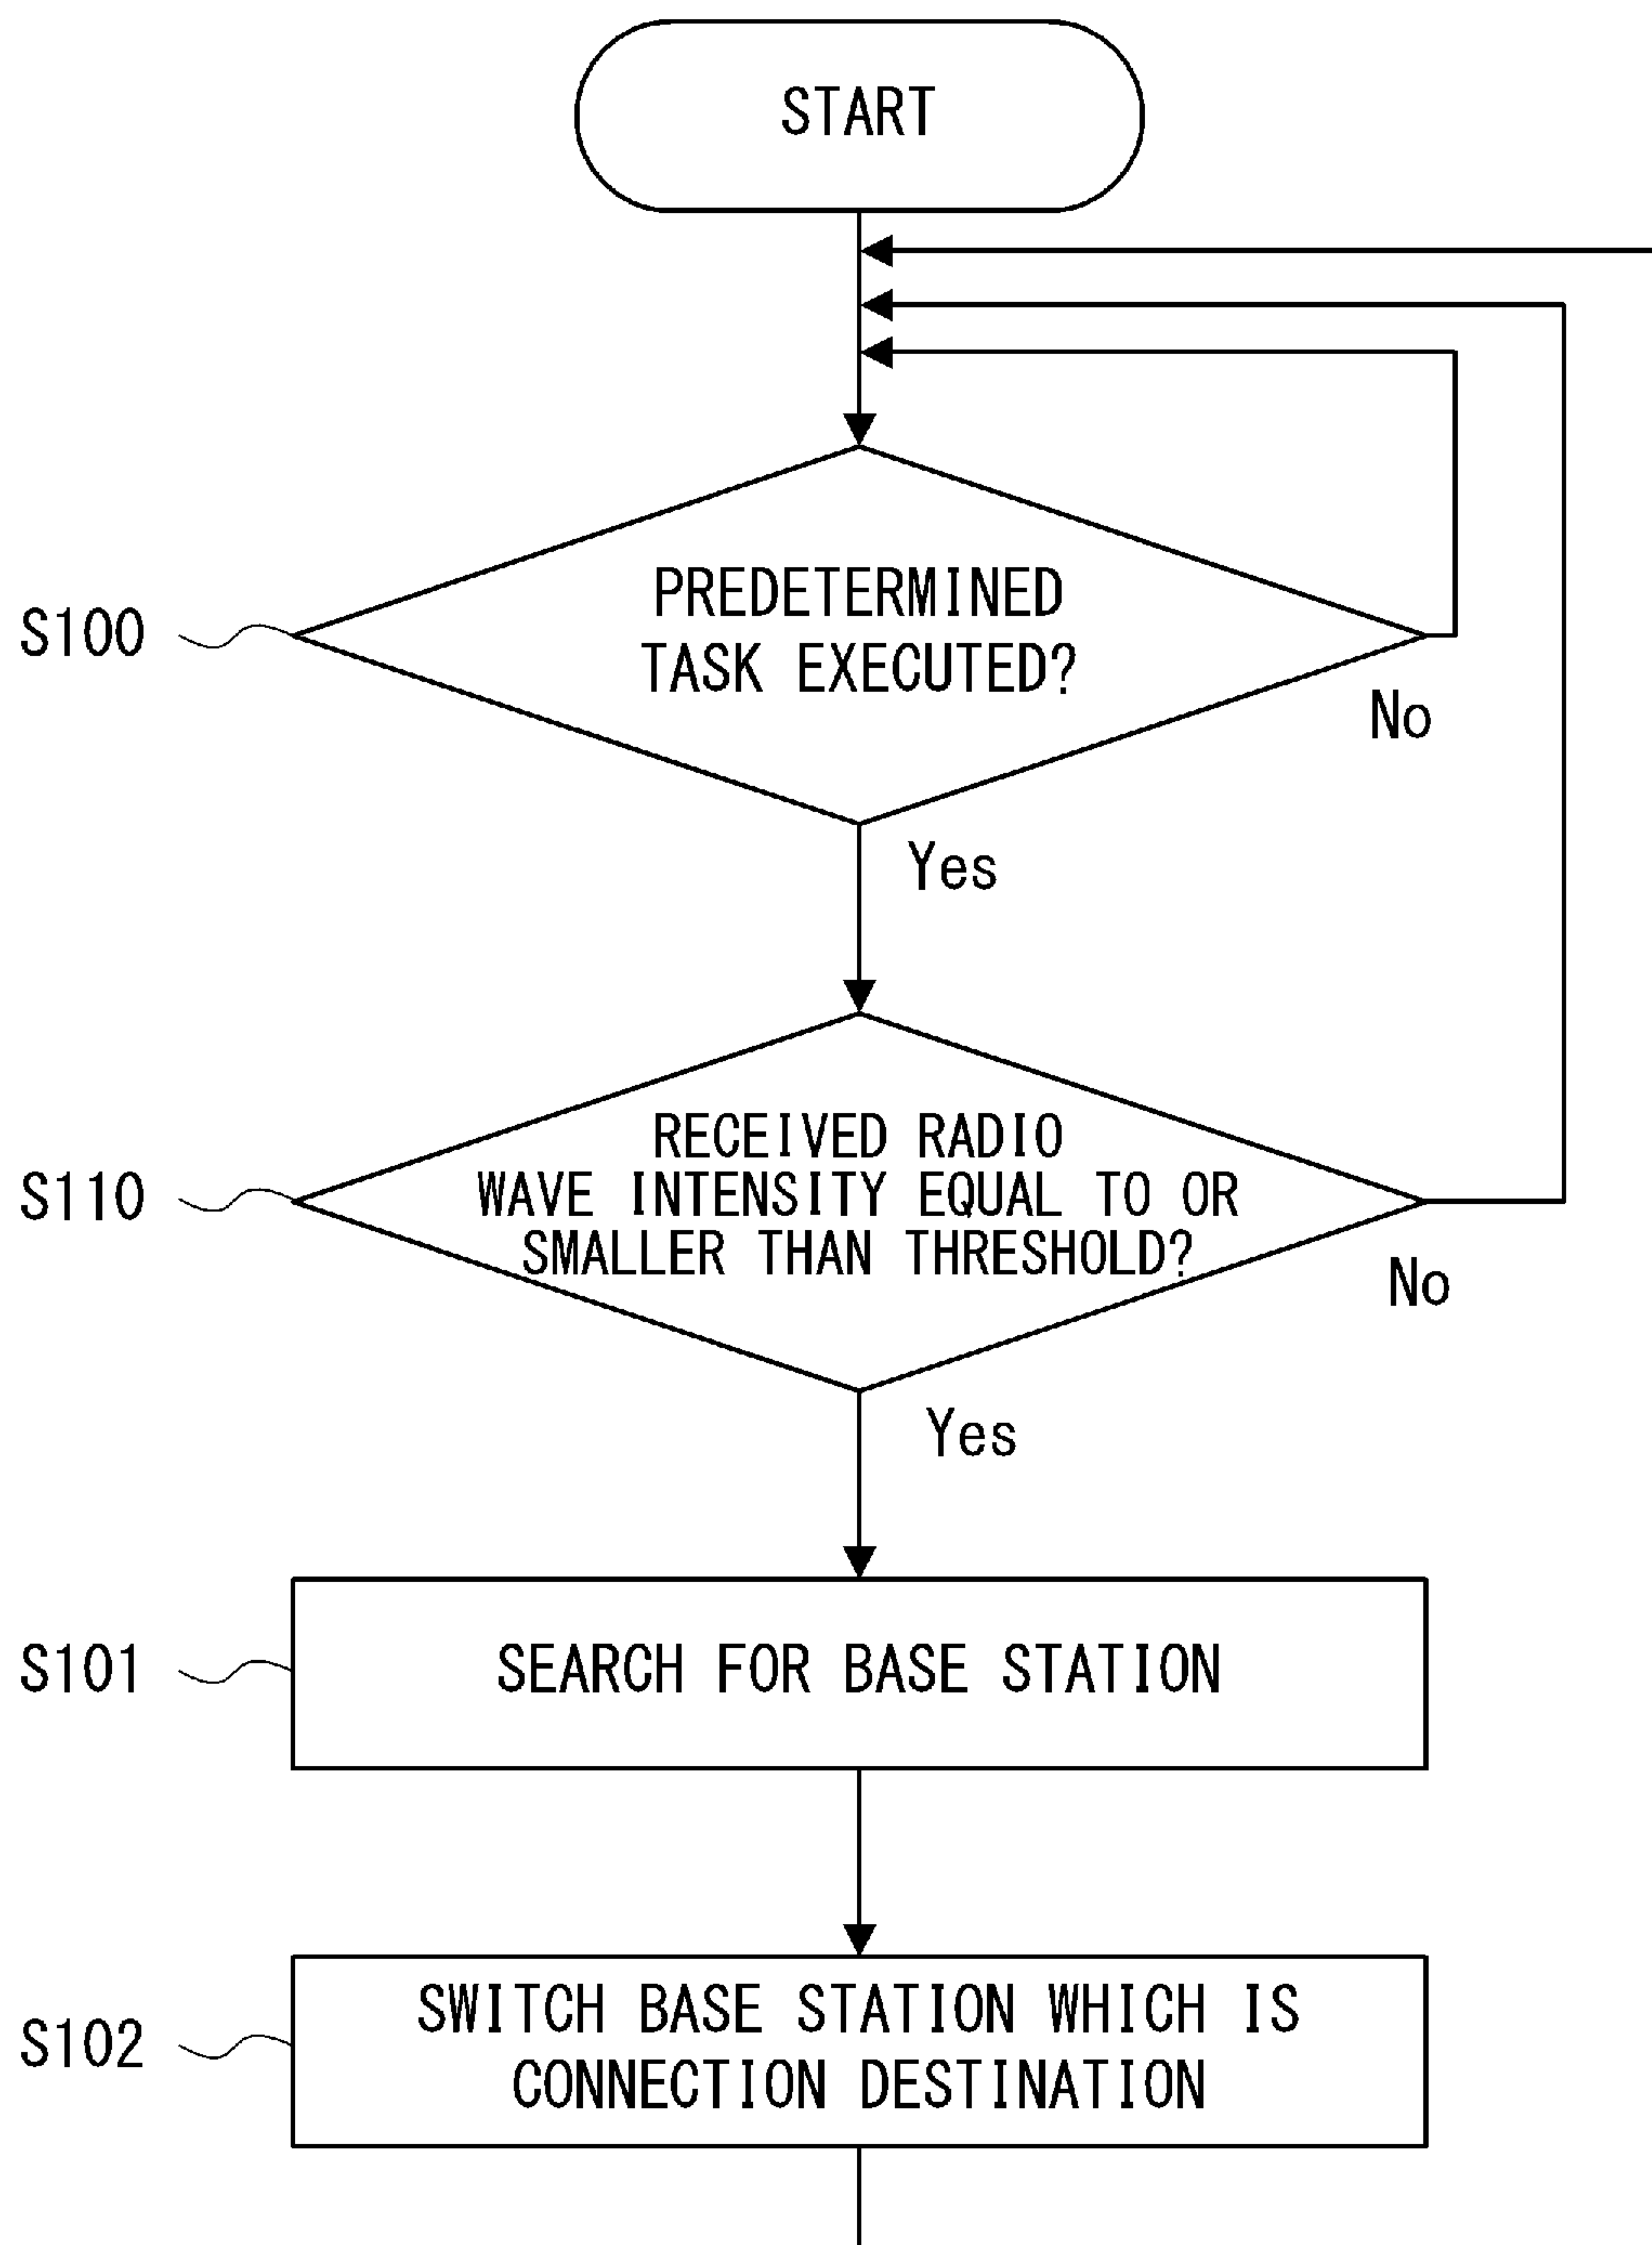 START
S100
PREDETERMINED
TASK EXECUTED?
No
Yes
S110
RECEIVED RADIO
WAVE INTENSITY EQUAL TO OR
SMALLER THAN THRESHOLD?
No
Yes
S101
SEARCH FOR BASE STATION
S102
SWITCH BASE STATION WHICH IS
CONNECTION DESTINATION